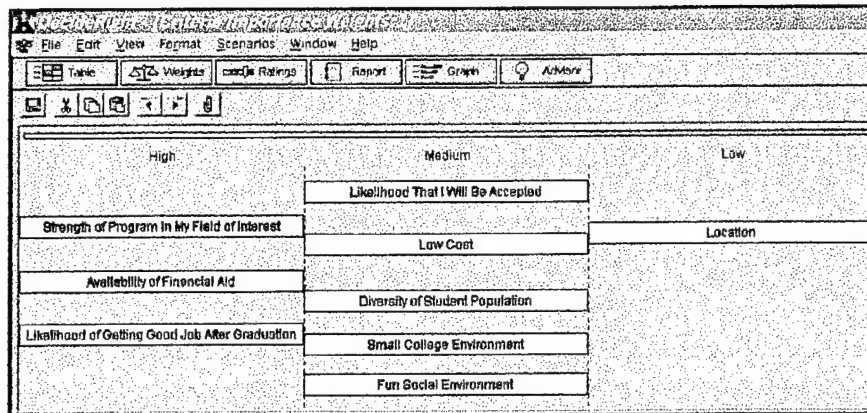 File Edit View Format Scenarios Window Help
Table Weights Ratings Report Graph Advisor
High Medium Low
Likelihood That I Will Be Accepted
Strength of Program In My Field of Interest
Location
Low Cost
Availability of Financial Aid
Diversity of Student Population
Likelihood of Getting Good Job After Graduation
Small College Environment
Fun Social Environment